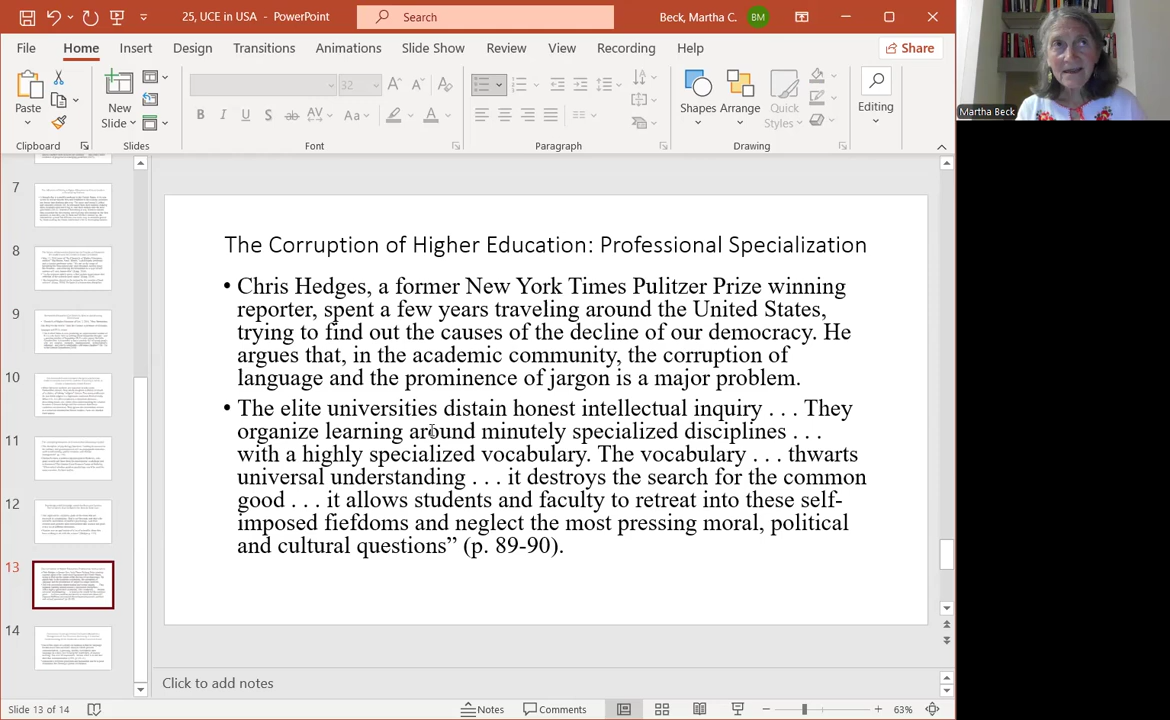 25, UCE in USA - PowerPoint
Search
Beck, Martha C.
BM
File Home Insert Design Transitions Animations Slide Show Review View Recording Help
Share
Paste
New
Slide
32
B I U S ab AV Aa A
Shapes Arrange Quick
Styles
Editing
Clipboard Slides Font Paragraph Drawing
Martha Beck
7
8
9
10
11
12
13
14
The Corruption of Higher Education: Professional Specialization
• Chris Hedges, a former New York Times Pulitzer Prize winning
reporter, spent a few years traveling around the United States,
trying to find out the causes of the decline of our democracy. He
argues that, in the academic community, the corruption of
language and the prominence of jargon is a major problem.
• The elite universities distain honest intellectual inquiry . . . They
organize learning around minutely specialized disciplines . . .
with a highly specialized vocabulary. The vocabulary . . . thwarts
universal understanding . . . it destroys the search for the common
good . . . it allows students and faculty to retreat into these self-
imposed fiefdoms and neglect the most pressing moral, political
and cultural questions” (p. 89-90).
Click to add notes
Slide 13 of 14
Notes
Comments
63%